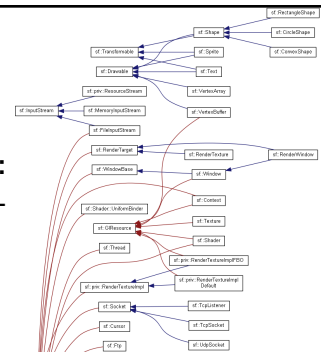 sf::RectangleShape
sf::Shape
sf::CircleShape
sf::Transformable
sf::Sprite
sf::ConvexShape
sf::Drawable
sf::Text
sf::priv::ResourceStream
sf::VertexArray
sf::InputStream
sf::MemoryInputStream
sf::VertexBuffer
sf::FileInputStream
sf::RenderTarget
sf::RenderTexture
sf::RenderWindow
sf::WindowBase
sf::Window
sf::Shader::UniformBinder
sf::Context
sf::GlResource
sf::Texture
sf::Thread
sf::Shader
sf::priv::RenderTextureImplFBO
sf::priv::RenderTextureImpl
sf::priv::RenderTextureImpl
Default
sf::Socket
sf::TcpListener
sf::Cursor
sf::TcpSocket
sf::Ftp
sf::UdpSocket